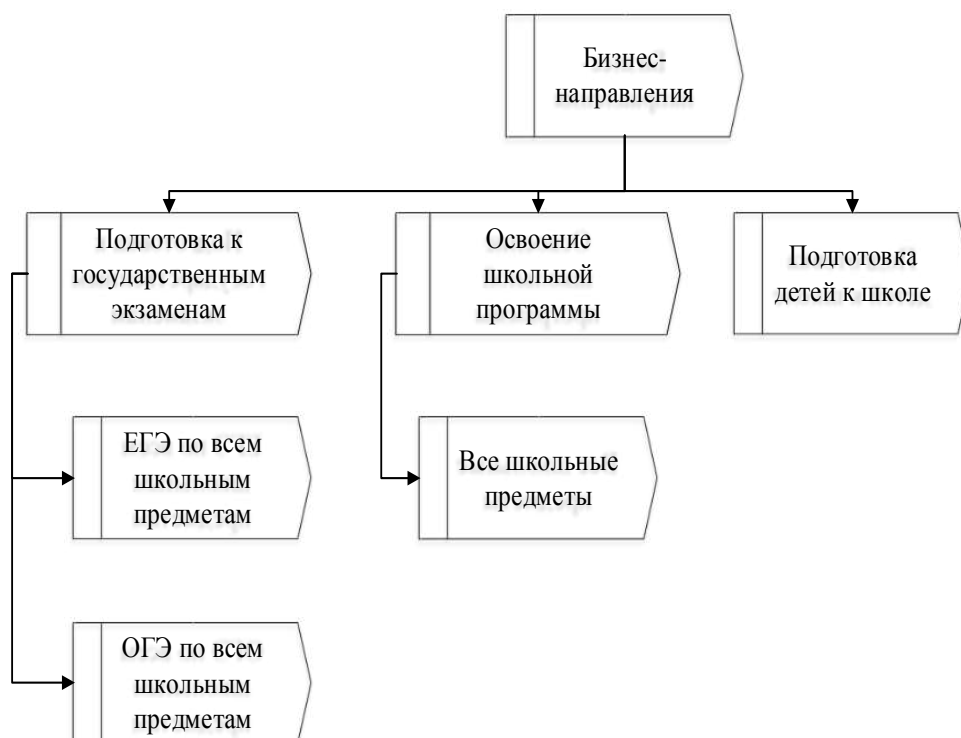 Бизнес-
направления
Подготовка к
государственным
экзаменам
Освоение
школьной
программы
Подготовка
детей к школе
ЕГЭ по всем
школьным
предметам
Все школьные
предметы
ОГЭ по всем
школьным
предметам